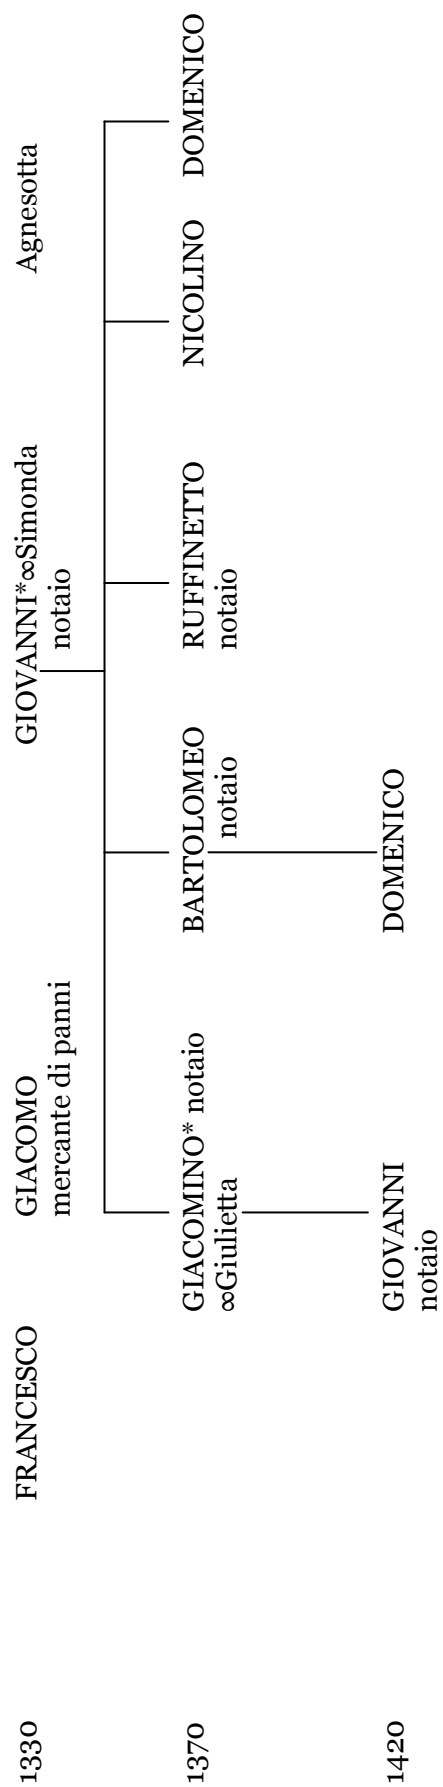 1330
FRANCESCO
GIACOMO
mercante di panni
GIOVANNI*∞Simonda
notaio
Agnesotta
1370
GIACOMINO* notaio
∞Giulietta
BARTOLOMEO
notaio
RUFFINETTO
notaio
NICOLINO
DOMENICO
1420
GIOVANNI
notaio
DOMENICO